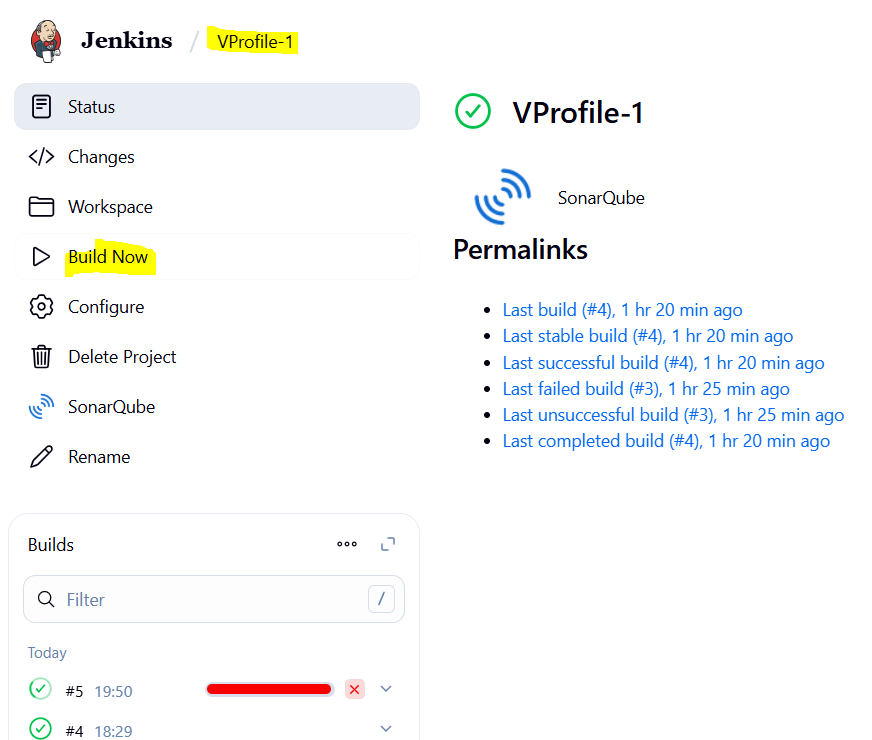 Jenkins / VProfile-1
Status
Changes
Workspace
Build Now
Configure
Delete Project
SonarQube
Rename
Builds
Filter /
Today
#5 19:50
#4 18:29
VProfile-1
SonarQube
Permalinks
Last build (#4), 1 hr 20 min ago
Last stable build (#4), 1 hr 20 min ago
Last successful build (#4), 1 hr 20 min ago
Last failed build (#3), 1 hr 25 min ago
Last unsuccessful build (#3), 1 hr 25 min ago
Last completed build (#4), 1 hr 20 min ago